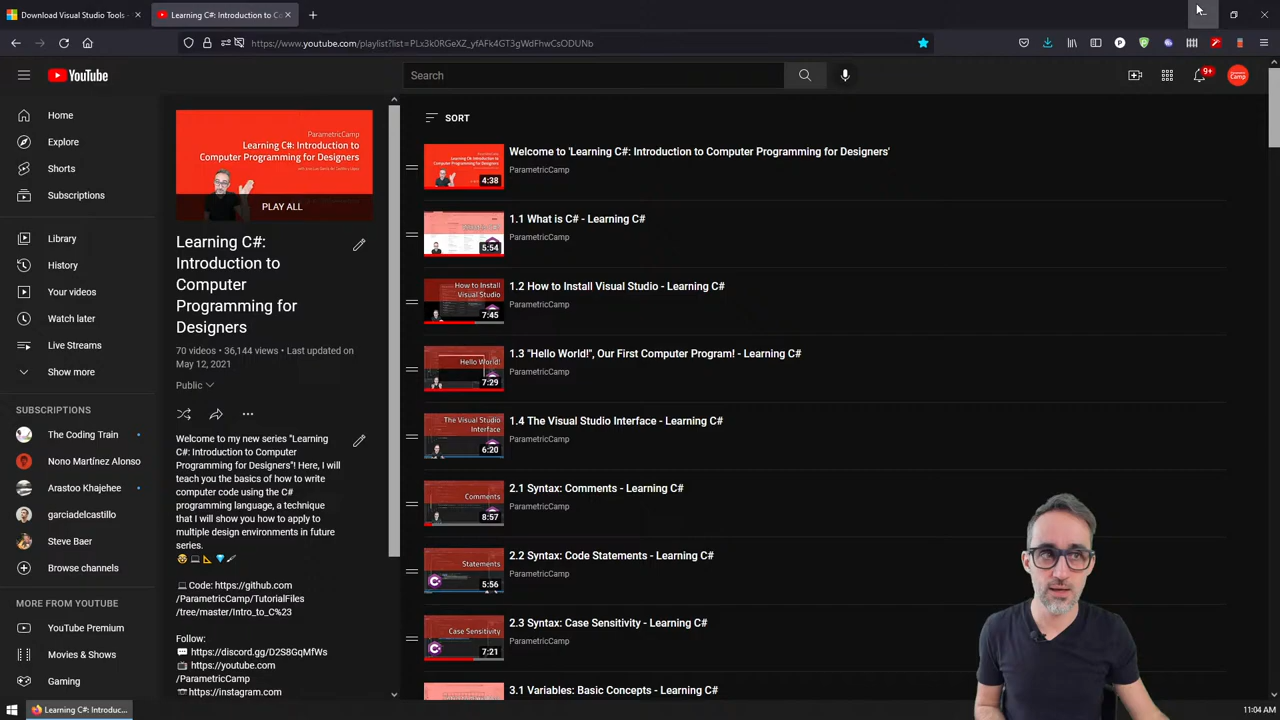 Download Visual Studio Tools -
Learning C#: Introduction to Co
https://www.youtube.com/playlist?list=PLx3k0RGeXZ_yfAFk4GT3gWdFhwCsODUNb
YouTube
Search
9+
Camp
Home
Explore
Shorts
Subscriptions
Library
History
Your videos
Watch later
Live Streams
Show more
SUBSCRIPTIONS
The Coding Train
Nono Martínez Alonso
Arastoo Khajehee
garciadelcastillo
Steve Baer
Browse channels
MORE FROM YOUTUBE
YouTube Premium
Movies & Shows
Gaming
ParametricCamp
Learning C#: Introduction to
Computer Programming for Designers
PLAY ALL
Learning C#:
Introduction to
Computer
Programming for
Designers
70 videos • 36,144 views • Last updated on
May 12, 2021
Public
Welcome to my new series "Learning
C#: Introduction to Computer
Programming for Designers"! Here, I will
teach you the basics of how to write
computer code using the C#
programming language, a technique
that I will show you how to apply to
multiple design environments in future
series.
Code: https://github.com
/ParametricCamp/TutorialFiles
/tree/master/Intro_to_C%23
Follow:
https://discord.gg/D2S8GqMfWs
https://youtube.com
/ParametricCamp
https://instagram.com
SORT
4:38
Welcome to 'Learning C#: Introduction to Computer Programming for Designers'
ParametricCamp
5:54
1.1 What is C# - Learning C#
ParametricCamp
How to Install
Visual Studio
7:45
1.2 How to Install Visual Studio - Learning C#
ParametricCamp
Hello World!
7:29
1.3 "Hello World!", Our First Computer Program! - Learning C#
ParametricCamp
The Visual Studio
Interface
6:20
1.4 The Visual Studio Interface - Learning C#
ParametricCamp
Comments
8:57
2.1 Syntax: Comments - Learning C#
ParametricCamp
Statements
5:56
2.2 Syntax: Code Statements - Learning C#
ParametricCamp
Case Sensitivity
7:21
2.3 Syntax: Case Sensitivity - Learning C#
ParametricCamp
3.1 Variables: Basic Concepts - Learning C#
Learning C#: Introduc...
11:04 AM